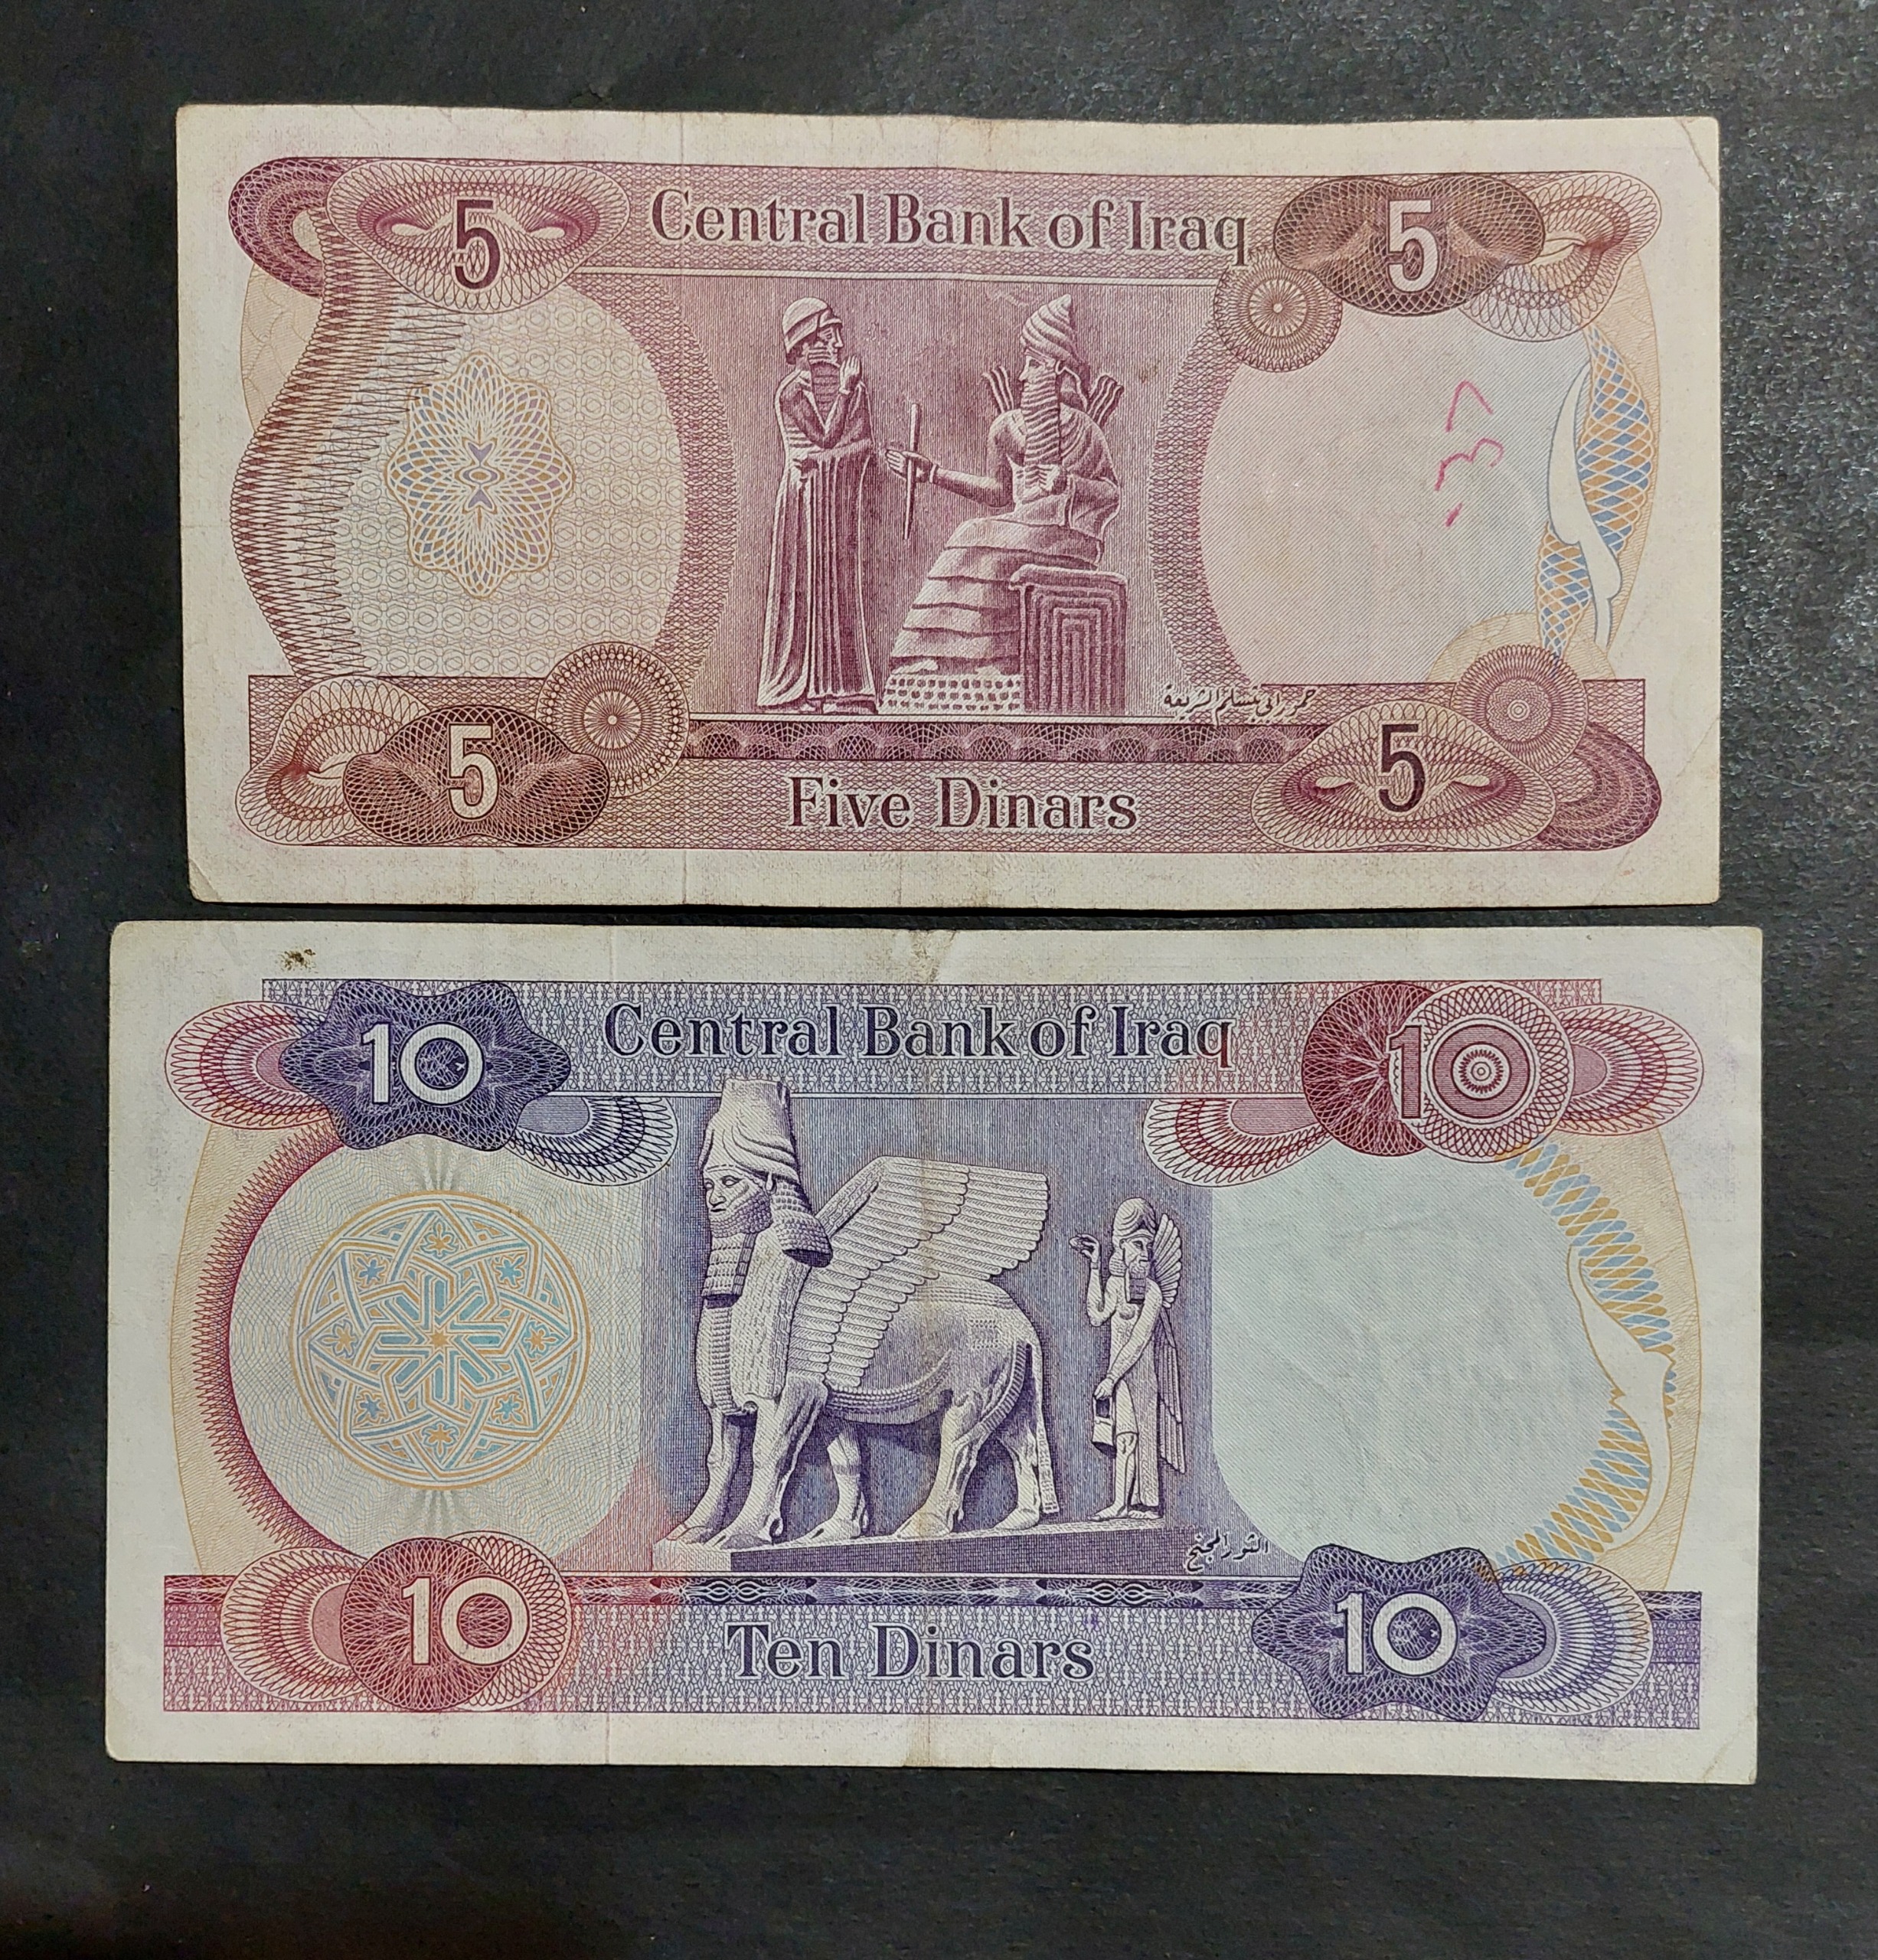 5 Central Bank of Iraq 5
حمورابي يتسلم الشريعة
5 Five Dinars 5
10 Central Bank of Iraq 10
الثور المجنح
10 Ten Dinars 10